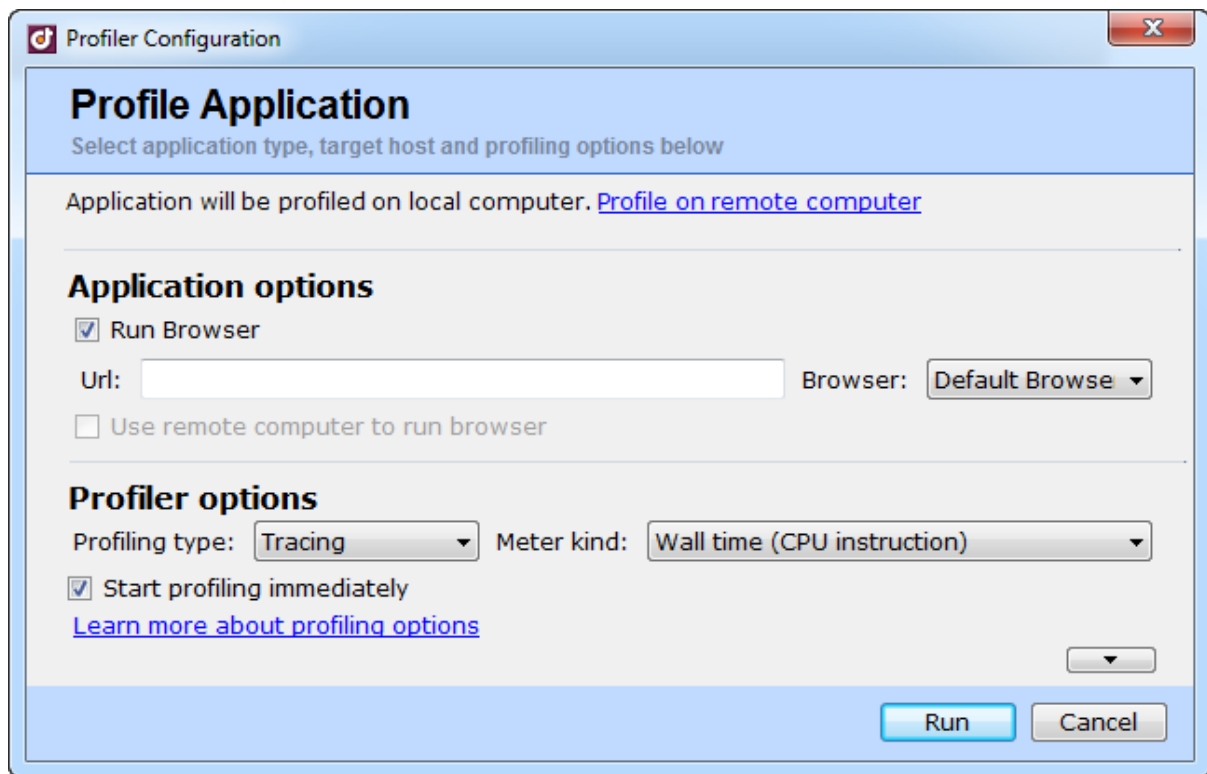 Profiler Configuration
Profile Application
Select application type, target host and profiling options below
Application will be profiled on local computer. Profile on remote computer
Application options
Run Browser
Url: Browser: Default Browse
Use remote computer to run browser
Profiler options
Profiling type: Tracing Meter kind: Wall time (CPU instruction)
Start profiling immediately
Learn more about profiling options
Run Cancel